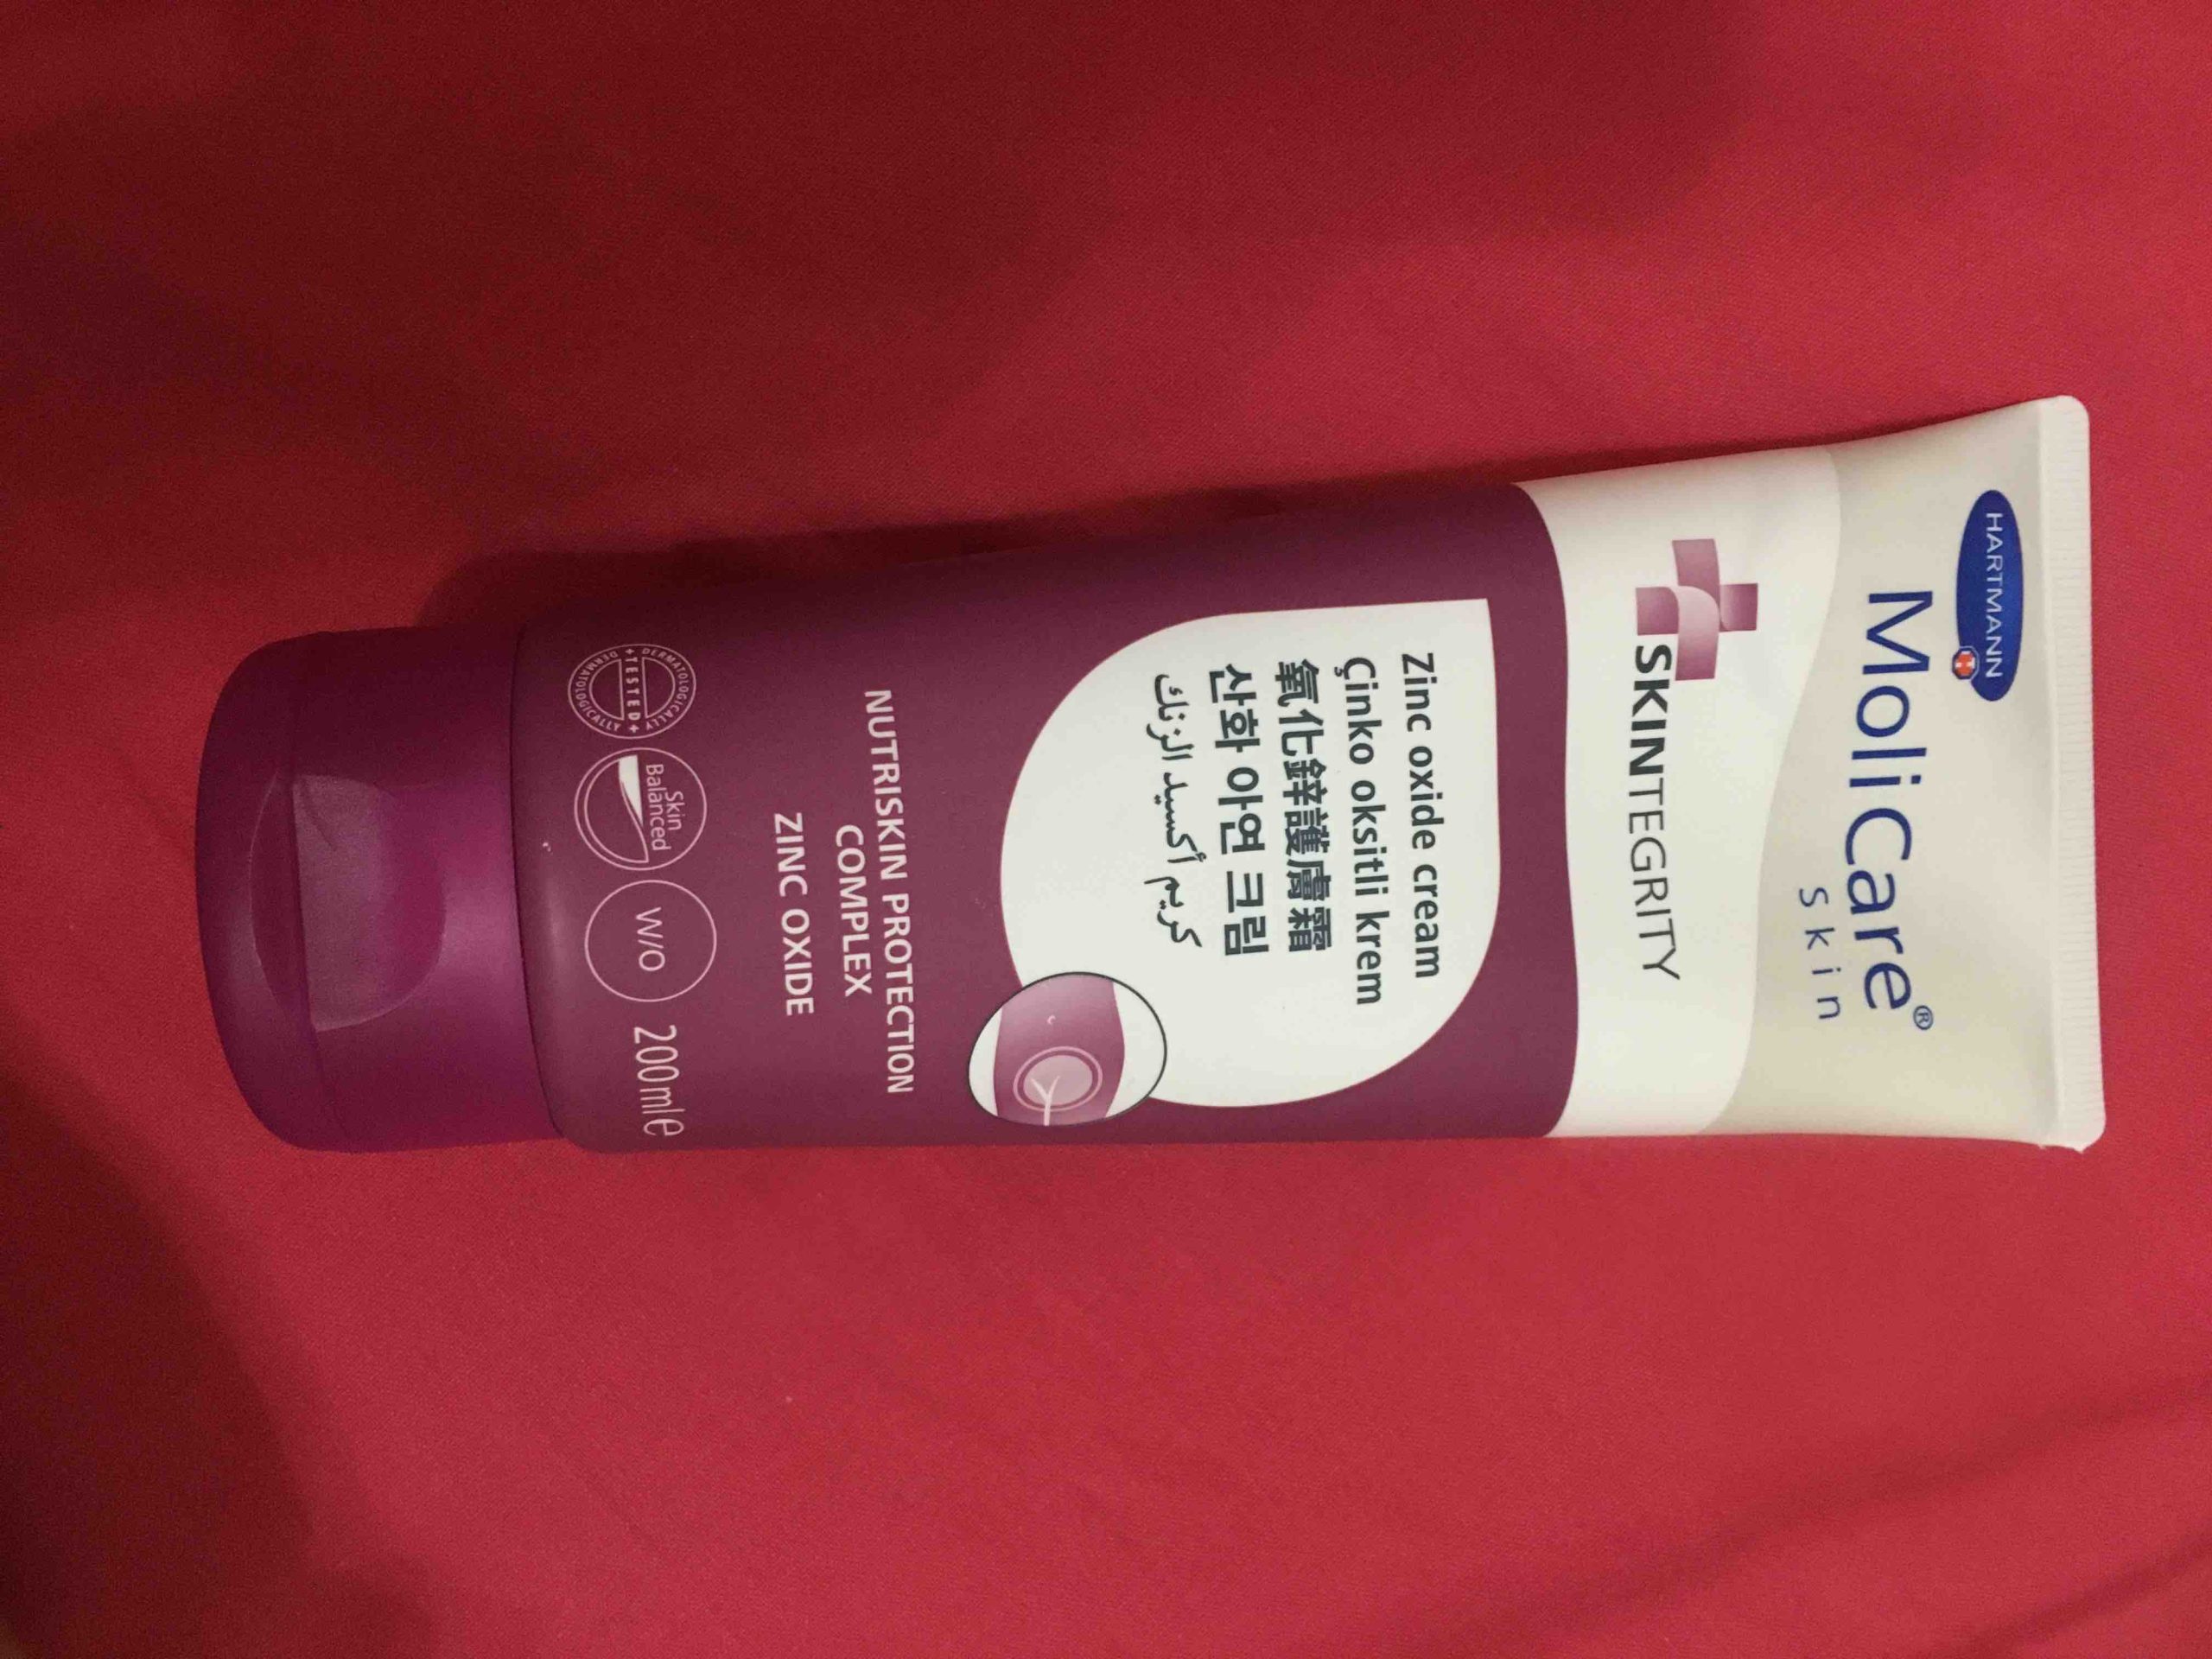 HARTMANN
MoliCare®
Skin
SKINTEGRITY
Zinc oxide cream
Çinko oksitli krem
氧化鋅護膚霜
산화 아연 크림
كريم أكسيد الزنك
NUTRISKIN PROTECTION
COMPLEX
ZINC OXIDE
DERMATOLOGICALLY
+TESTED+
DERMATOLOGICALLY
Skin
Balanced
W/O
200ml℮